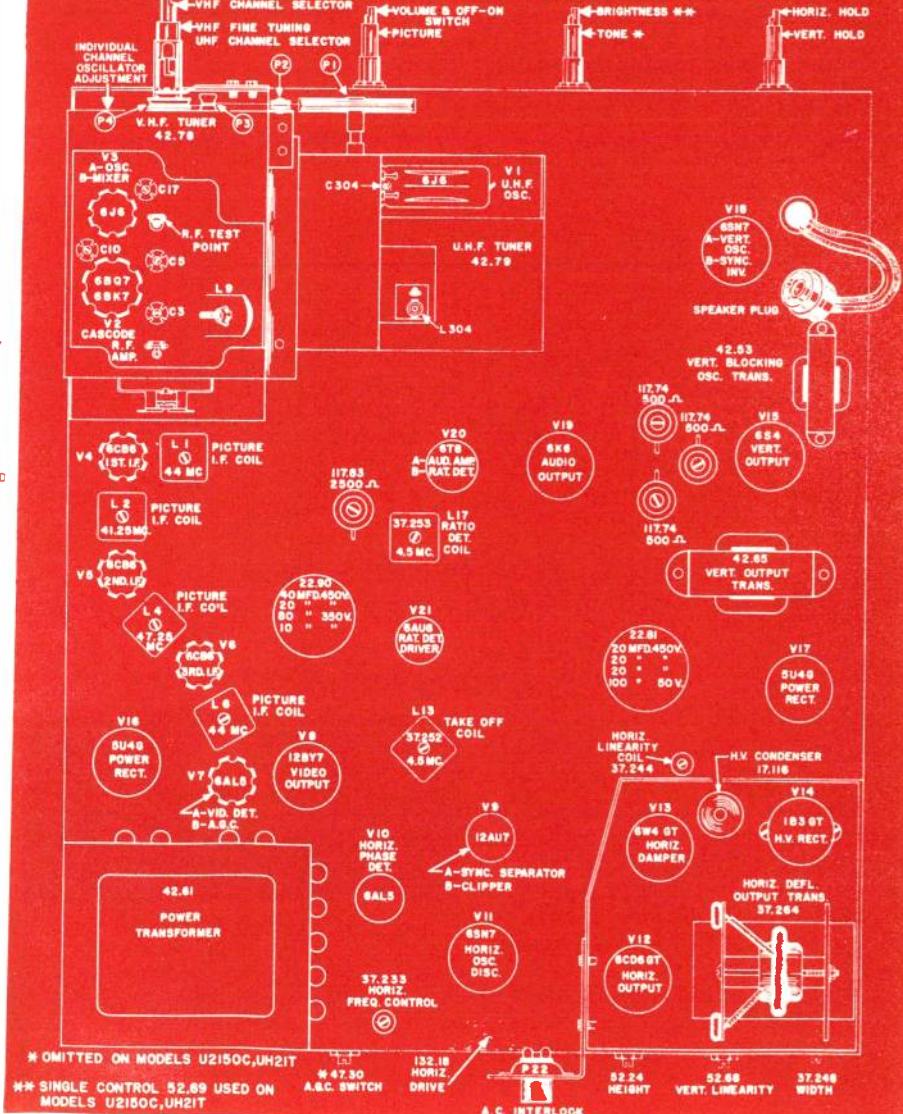 VHF CHANNEL SELECTOR
VHF FINE TUNING
UHF CHANNEL SELECTOR
VOLUME & OFF-ON
SWITCH
PICTURE
BRIGHTNESS **
TONE *
HORIZ. HOLD
VERT. HOLD
INDIVIDUAL
CHANNEL
OSCILLATOR
ADJUSTMENT
P4
P3
P2
P1
V.H.F. TUNER
42.78
V3
A-OSC.
B-MIXER
C17
6J6
R.F. TEST
POINT
C10
C5
6BQ7
6BK7
L9
C3
V2
CASCODE
R.F.
AMP.
C304
6J6
V1
U.H.F.
OSC.
U.H.F. TUNER
42.79
L304
V18
6SN7
A-VERT.
OSC.
B-SYNC.
INV.
SPEAKER PLUG
42.53
VERT. BLOCKING
OSC. TRANS.
V4
6CB6
1ST. I.F.
L1
44 MC
PICTURE
I.F. COIL
L2
41.25MC.
PICTURE
I.F. COIL
V5
6CB6
2ND. I.F.
L4
47.25
MC
PICTURE
I.F. CO'L
V6
6CB6
3RD. I.F.
L6
44 MC
PICTURE
I.F. COIL
117.63
2500 Ω
V20
6T8
A-AUD. AMP.
B-RAT. DET.
V19
6K6
AUDIO
OUTPUT
117.74
500 Ω
117.74
500 Ω
117.74
500 Ω
V15
6S4
VERT.
OUTPUT
37.253
4.5 MC.
L17
RATIO
DET.
COIL
42.65
VERT. OUTPUT
TRANS.
22.90
40 MFD. 450V.
20 " "
80 " 350V.
10 " "
V21
6AU6
RAT. DET.
DRIVER
22.81
20 MFD. 450V.
20 " "
20 " "
100 " 50V.
V17
5U4G
POWER
RECT.
V16
5U4G
POWER
RECT.
V7
6AL5
A-VID. DET.
B-A.G.C.
V8
12BY7
VIDEO
OUTPUT
L13
37.252
4.5MC
TAKE OFF
COIL
HORIZ.
LINEARITY
COIL
37.244
H.V. CONDENSER
17.116
V13
6W4 GT
HORIZ.
DAMPER
V14
1B3 GT
H.V. RECT.
V9
12AU7
A-SYNC. SEPARATOR
B-CLIPPER
V10
HORIZ.
PHASE
DET.
6AL5
V11
6SN7
HORIZ.
OSC.
DISC.
HORIZ. DEFL.
OUTPUT TRANS.
37.264
V12
6CD6GT
HORIZ.
OUTPUT
42.61
POWER
TRANSFORMER
37.233
HORIZ.
FREQ. CONTROL
* OMITTED ON MODELS U2150C,UH21T
** SINGLE CONTROL 52.69 USED ON
MODELS U2150C,UH21T
* 47.30
A.G.C. SWITCH
132.18
HORIZ.
DRIVE
P22
A.C. INTERLOCK
52.24
HEIGHT
52.68
VERT. LINEARITY
37.246
WIDTH